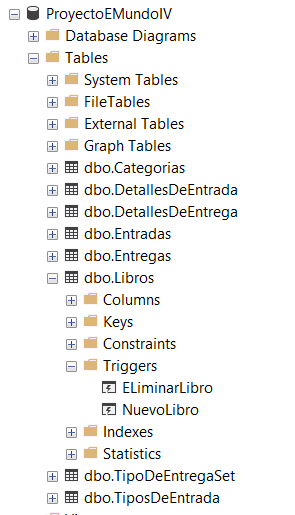 ProyectoEMundoIV
Database Diagrams
Tables
System Tables
FileTables
External Tables
Graph Tables
dbo.Categorias
dbo.DetallesDeEntrada
dbo.DetallesDeEntrega
dbo.Entradas
dbo.Entregas
dbo.Libros
Columns
Keys
Constraints
Triggers
ELiminarLibro
NuevoLibro
Indexes
Statistics
dbo.TipoDeEntregaSet
dbo.TiposDeEntrada